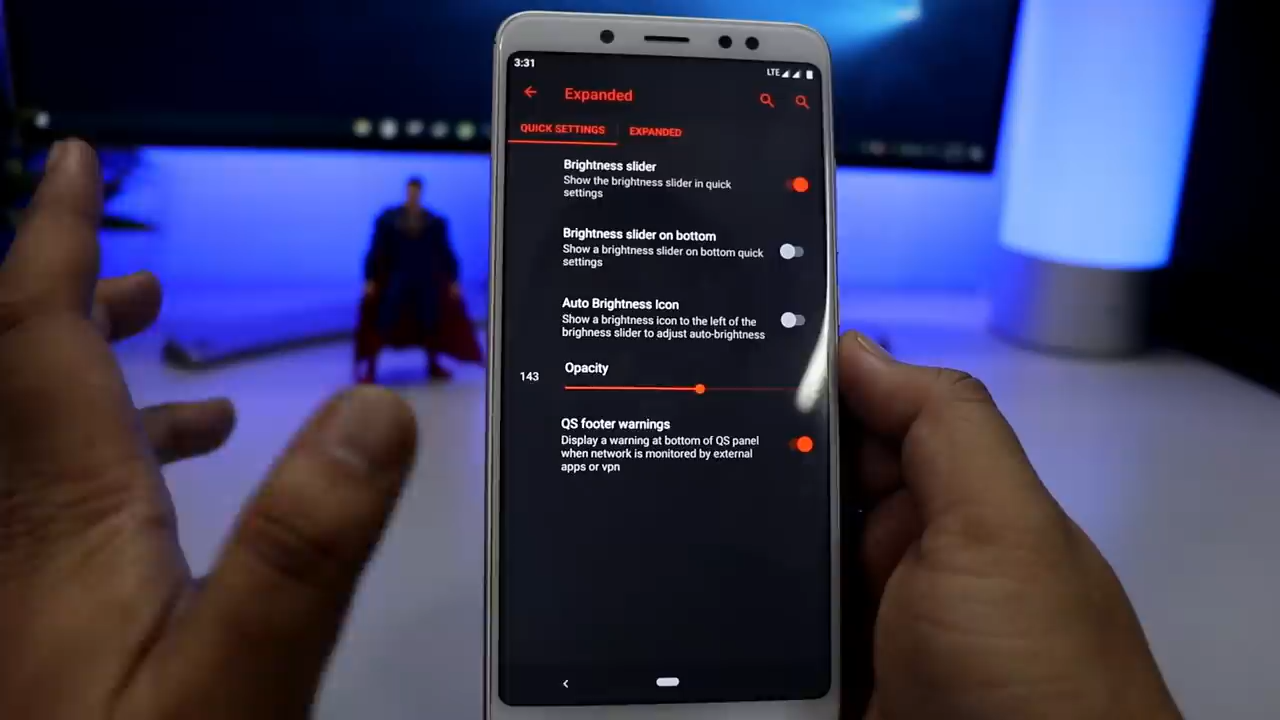 3:31
LTE
Expanded
QUICK SETTINGS
EXPANDED
Brightness slider
Show the brightness slider in quick
settings
Brightness slider on bottom
Show a brightness slider on bottom quick
settings
Auto Brightness Icon
Show a brightness icon to the left of the
brighness slider to adjust auto-brightness
Opacity
143
QS footer warnings
Display a warning at bottom of QS panel
when network is monitored by external
apps or vpn